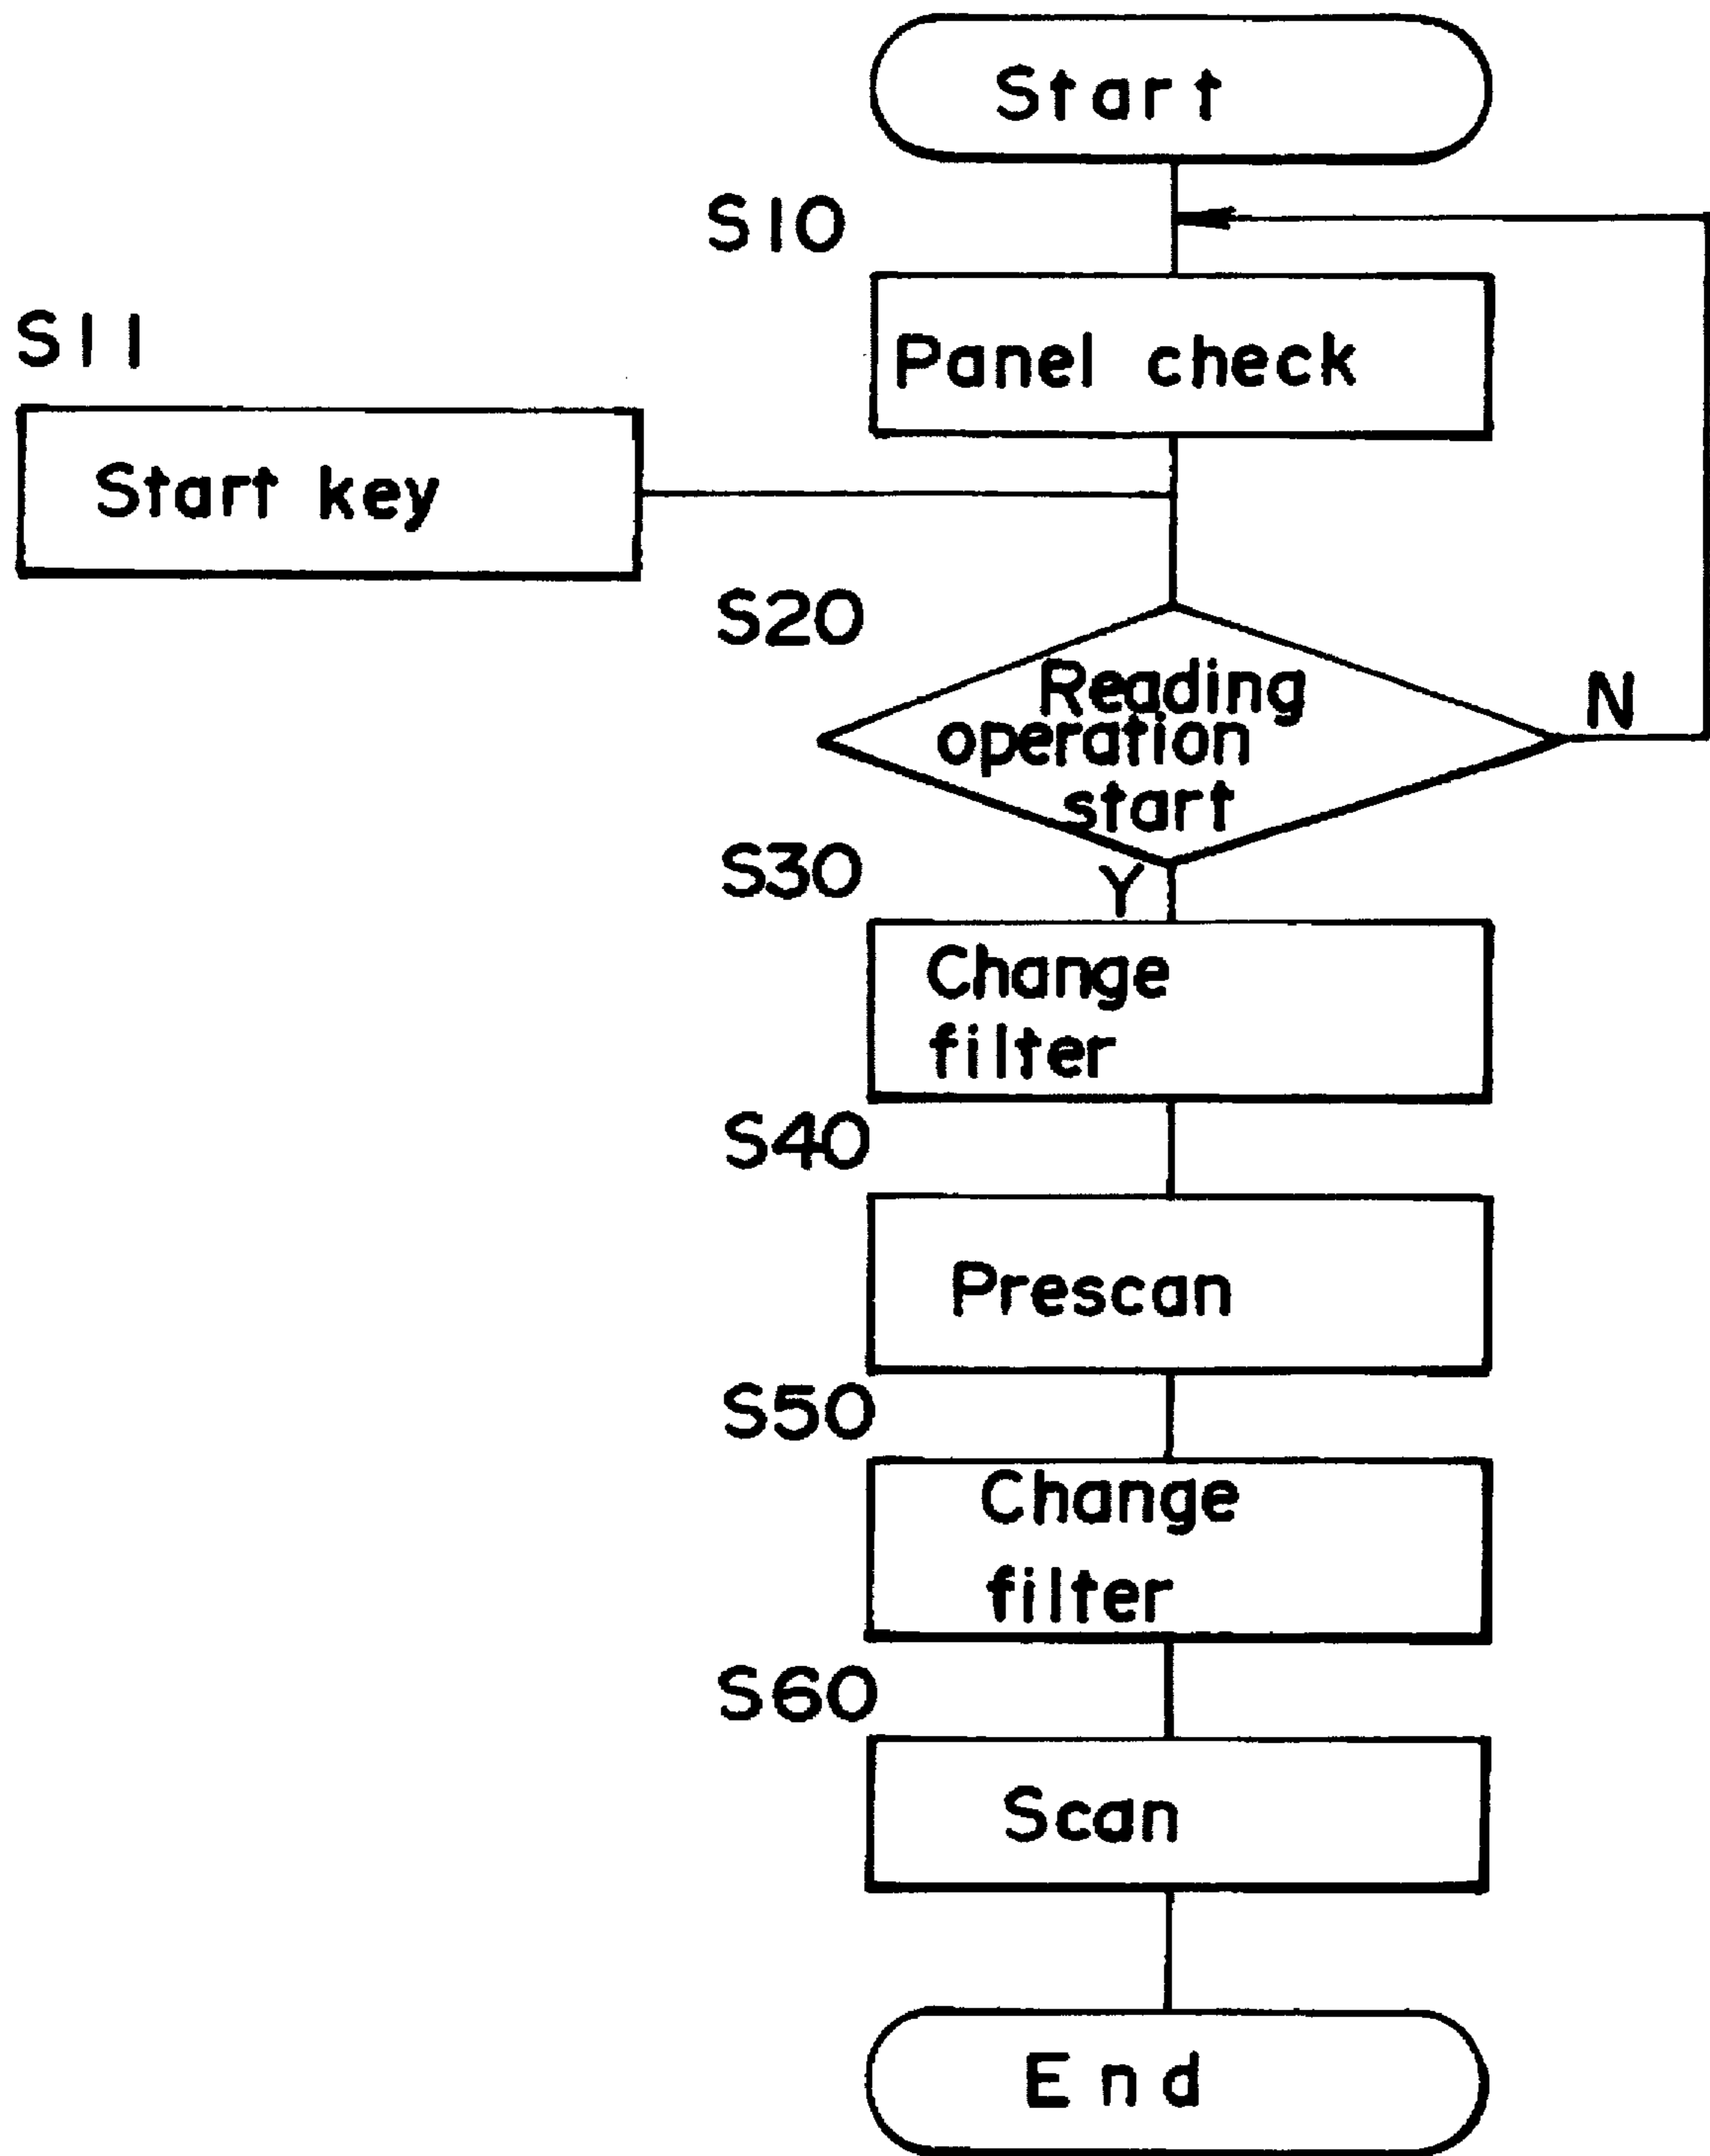 Start
S10
Panel check
S11
Start key
S20
Reading
operation
start
N
Y
S30
Change
filter
S40
Prescan
S50
Change
filter
S60
Scan
End